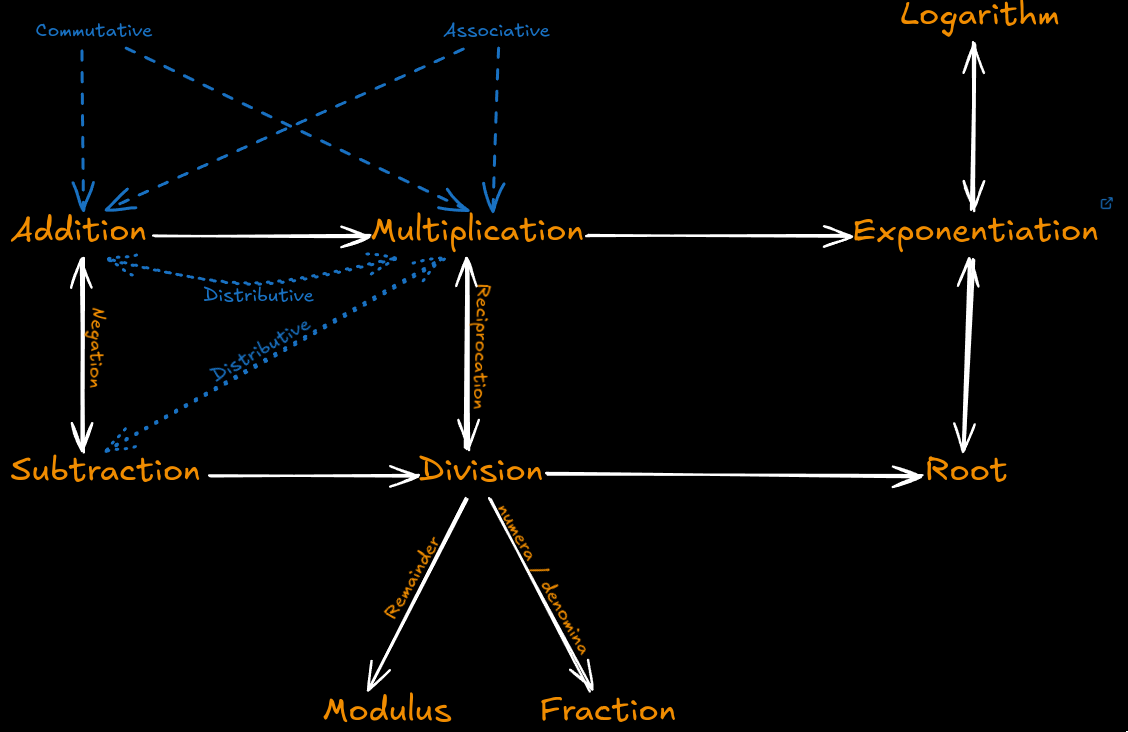 Logarithm
Commutative
Associative
Addition
Multiplication
Exponentiation
Distributive
Negation
Reciprocation
Distributive
Subtraction
Division
Root
Remainder
numera / denomina
Modulus
Fraction